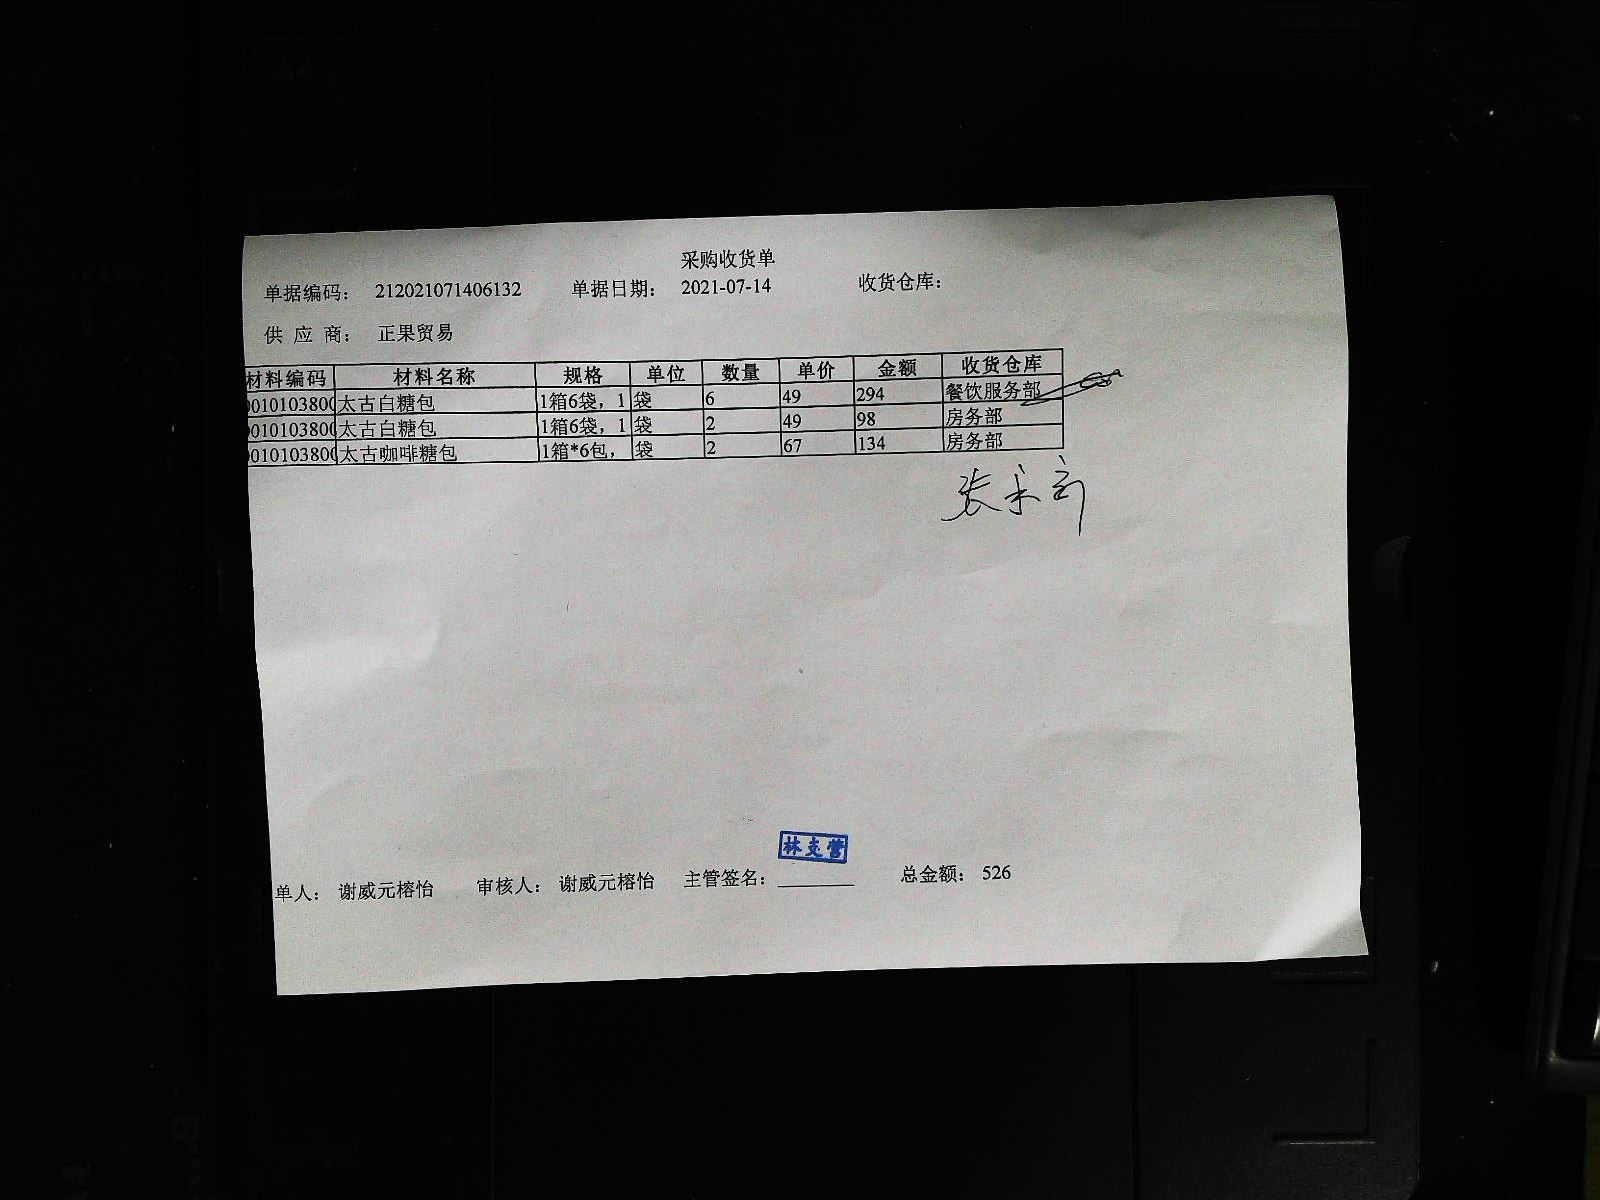 采购收货单
单据编码： 212021071406132 单据日期： 2021-07-14 收货仓库：
供 应 商： 正果贸易
材料编码 材料名称 规格 单位 数量 单价 金额 收货仓库
0010103800 太古白糖包 1箱6袋，1 袋 6 49 294 餐饮服务部
0010103800 太古白糖包 1箱6袋，1 袋 2 49 98 房务部
0010103800 太古咖啡糖包 1箱*6包， 袋 2 67 134 房务部
单人： 谢威元榕怡 审核人： 谢威元榕怡 主管签名： 总金额： 526